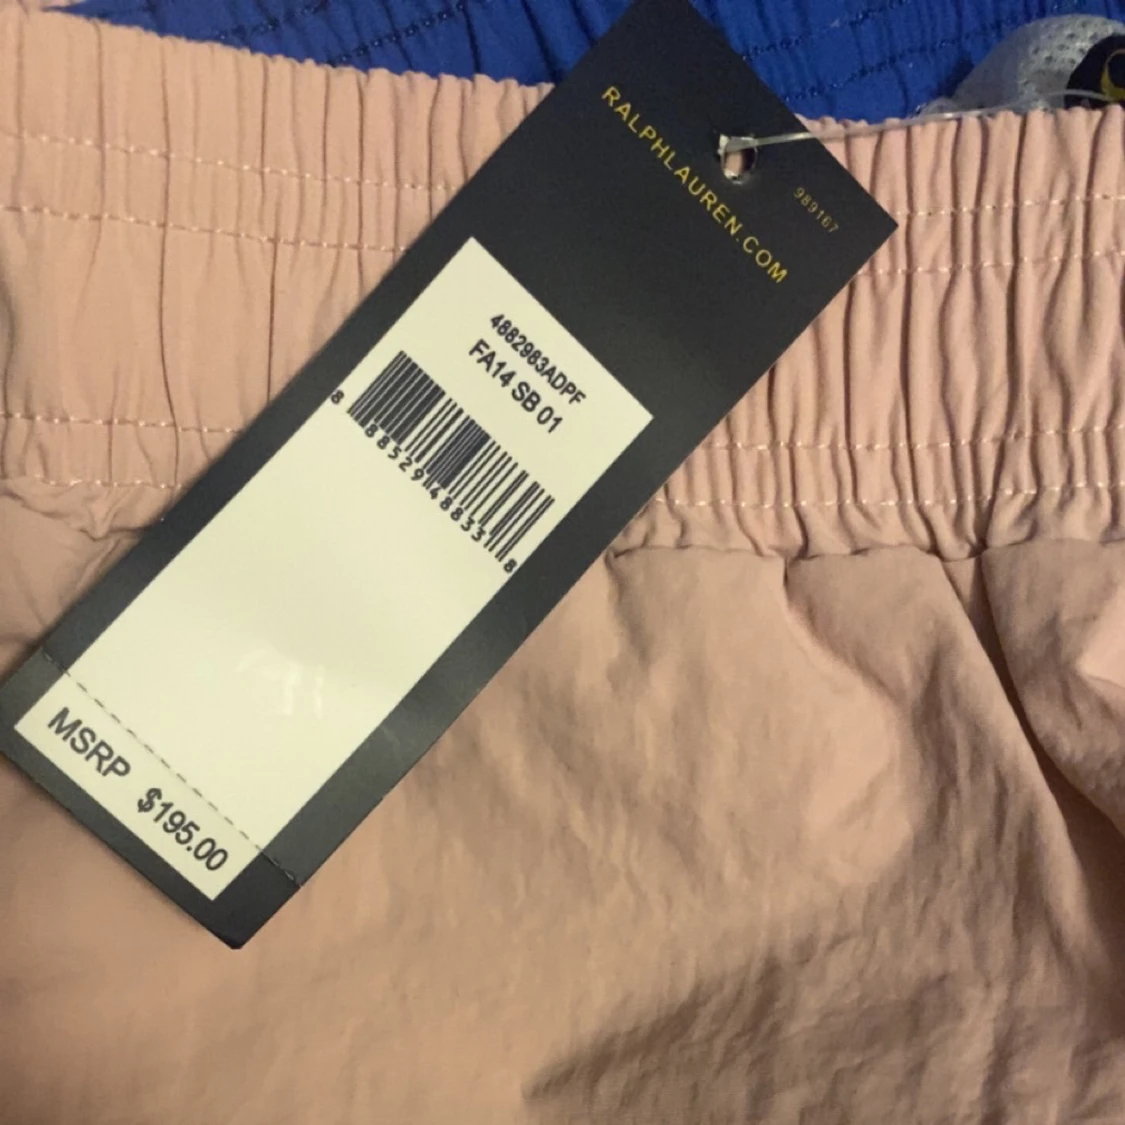 RALPHLAUREN.COM
989167
4882983ADPF
FA14 SB 01
8 88529 48833 8
MSRP $195.00